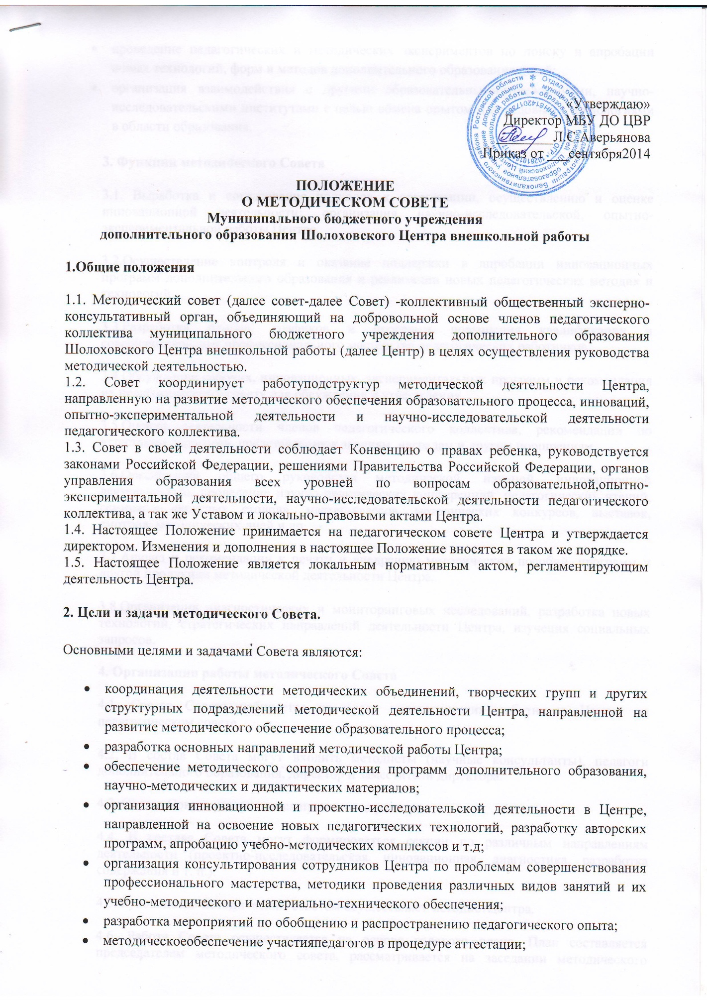 «Утверждаю»
Директор МБУ ДО ЦВР
________Л.С.Аверьянова
Приказ от ___сентября2014
ПОЛОЖЕНИЕ
О МЕТОДИЧЕСКОМ СОВЕТЕ
Муниципального бюджетного учреждения
дополнительного образования Шолоховского Центра внешкольной работы
1.Общие положения
1.1. Методический совет (далее совет-далее Совет) -коллективный общественный эксперно-
консультативный орган, объединяющий на добровольной основе членов педагогического
коллектива муниципального бюджетного учреждения дополнительного образования
Шолоховского Центра внешкольной работы (далее Центр) в целях осуществления руководства
методической деятельностью.
1.2. Совет координирует работуподструктур методической деятельности Центра,
направленную на развитие методического обеспечения образовательного процесса, инноваций,
опытно-экспериментальной деятельности и научно-исследовательской деятельности
педагогического коллектива.
1.3. Совет в своей деятельности соблюдает Конвенцию о правах ребенка, руководствуется
законами Российской Федерации, решениями Правительства Российской Федерации, органов
управления образования всех уровней по вопросам образовательной,опытно-
экспериментальной деятельности, научно-исследовательской деятельности педагогического
коллектива, а так же Уставом и локально-правовыми актами Центра.
1.4. Настоящее Положение принимается на педагогическом совете Центра и утверждается
директором. Изменения и дополнения в настоящее Положение вносятся в таком же порядке.
1.5. Настоящее Положение является локальным нормативным актом, регламентирующим
деятельность Центра.
2. Цели и задачи методического Совета.
Основными целями и задачами Совета являются:
• координация деятельности методических объединений, творческих групп и других
структурных подразделений методической деятельности Центра, направленной на
развитие методического обеспечение образовательного процесса;
• разработка основных направлений методической работы Центра;
• обеспечение методического сопровождения программ дополнительного образования,
научно-методических и дидактических материалов;
• организация инновационной и проектно-исследовательской деятельности в Центре,
направленной на освоение новых педагогических технологий, разработку авторских
программ, апробацию учебно-методических комплексов и т.д;
• организация консультирования сотрудников Центра по проблемам совершенствования
профессионального мастерства, методики проведения различных видов занятий и их
учебно-методического и материально-технического обеспечения;
• разработка мероприятий по обобщению и распространению педагогического опыта;
• методическоеобеспечение участияпедагогов в процедуре аттестации;